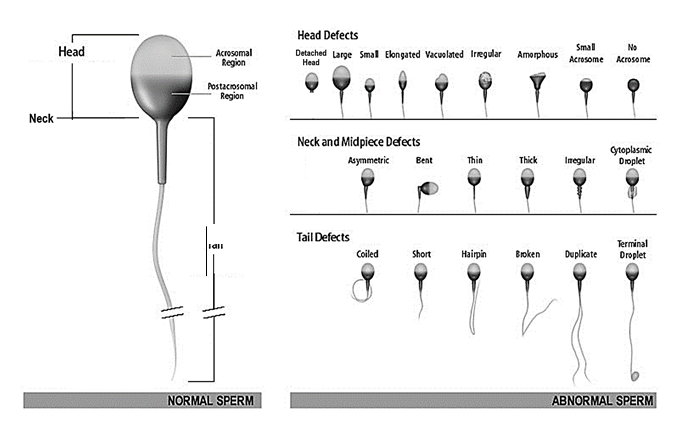 Head
Acrosomal
Region
Postacrosomal
Region
Neck
NORMAL SPERM
Head Defects
Detached
Head
Large
Small
Elongated
Vacuolated
Irregular
Amorphous
Small
Acrosome
No
Acrosome
Neck and Midpiece Defects
Asymmetric
Bent
Thin
Thick
Irregular
Cytoplasmic
Droplet
Tail Defects
Coiled
Short
Hairpin
Broken
Duplicate
Terminal
Droplet
ABNORMAL SPERM